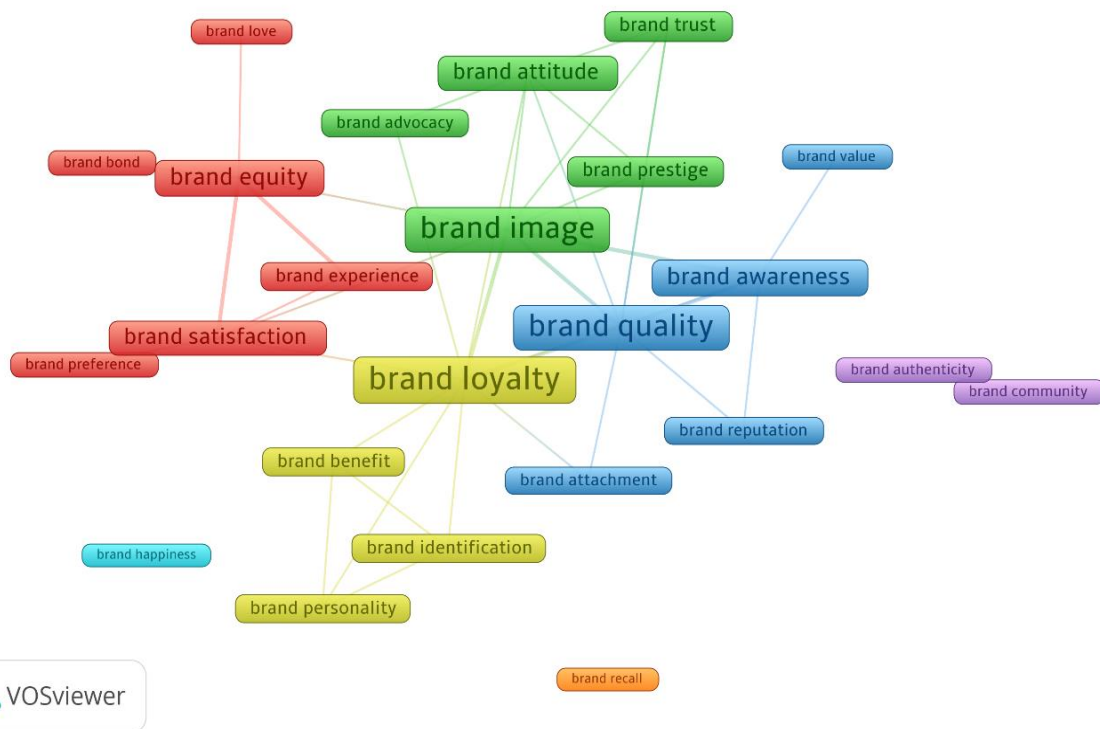 brand love
brand trust
brand attitude
brand advocacy
brand bond
brand equity
brand prestige
brand value
brand image
brand experience
brand awareness
brand satisfaction
brand quality
brand preference
brand loyalty
brand authenticity
brand community
brand reputation
brand benefit
brand attachment
brand happiness
brand identification
brand personality
brand recall
VOSviewer